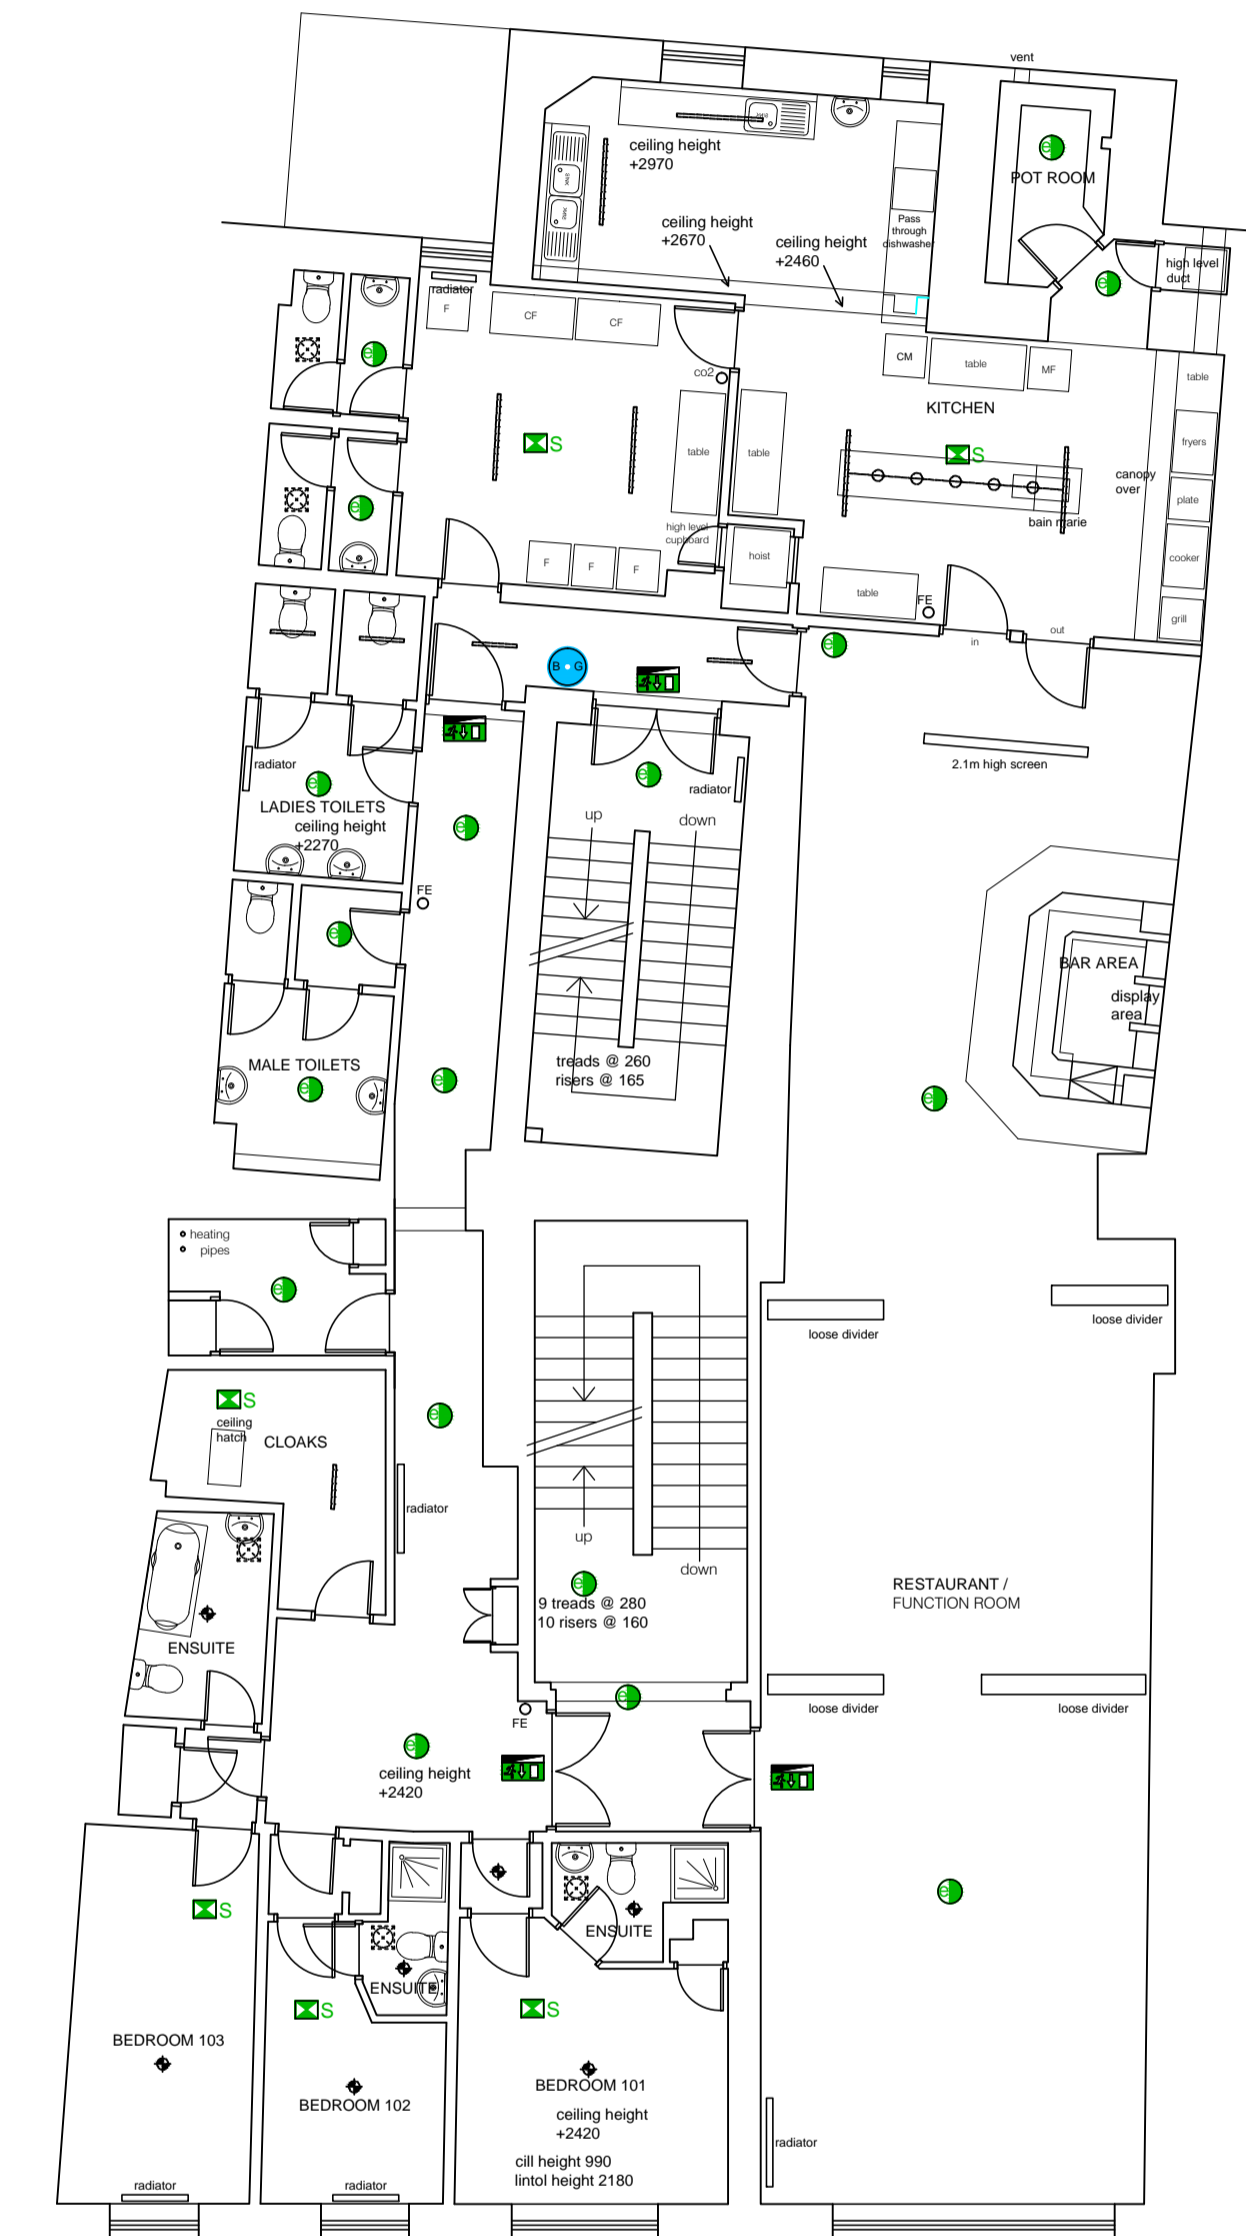 vent
ceiling height
+2970
POT ROOM
Pass
through
dishwasher
ceiling height
+2670
ceiling height
+2460
high level
duct
radiator
F
CF
CF
co2
CM
table
MF
table
KITCHEN
fryers
S
S
table
table
canopy
over
plate
bain marie
high level
cupboard
hoist
cooker
F
F
F
table
FE
grill
in
out
B G
radiator
2.1m high screen
radiator
LADIES TOILETS
ceiling height
+2270
up
down
FE
BAR AREA
display
area
MALE TOILETS
treads @ 260
risers @ 165
heating
pipes
loose divider
loose divider
S
ceiling
hatch
CLOAKS
radiator
up
down
RESTAURANT /
FUNCTION ROOM
9 treads @ 280
10 risers @ 160
ENSUITE
loose divider
loose divider
FE
ceiling height
+2420
S
ENSUITE
ENSUITE
S
S
BEDROOM 103
BEDROOM 102
BEDROOM 101
ceiling height
+2420
radiator
cill height 990
lintol height 2180
radiator
radiator